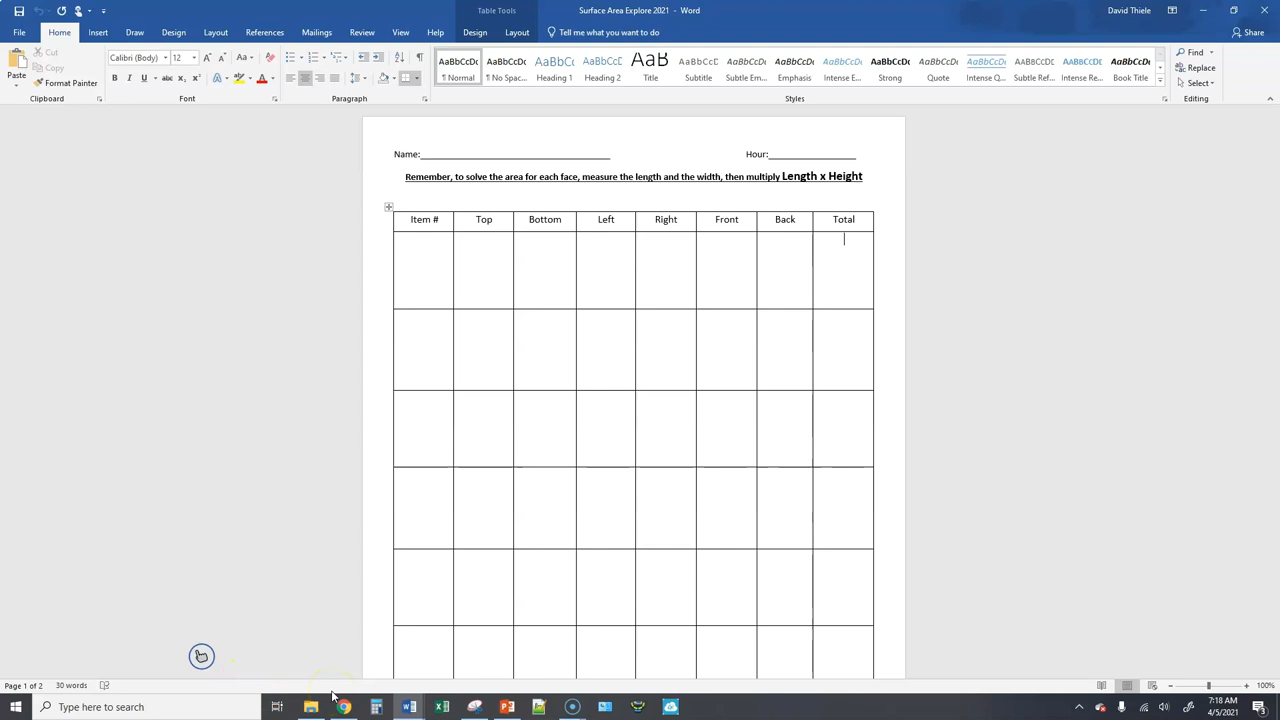 Table Tools
Surface Area Explore 2021 - Word
David Thiele
File Home Insert Draw Design Layout References Mailings Review View Help Design Layout Tell me what you want to do
Share
Paste
Cut
Copy
Format Painter
Clipboard
Calibri (Body) 12
Font
Paragraph
AaBbCcDc AaBbCcDc AaBbCc AaBbCcC AaB AaBbCcD AaBbCcDt AaBbCcDt AaBbCcDt AaBbCcDc AaBbCcDt AaBbCcDt AaBbCcDc AaBbCcDc AaBbCcDt
¶ Normal ¶ No Spac... Heading 1 Heading 2 Title Subtitle Subtle Em... Emphasis Intense E... Strong Quote Intense Q... Subtle Ref... Intense Re... Book Title
Styles
Find
Replace
Select
Editing
Name: Hour:
Remember, to solve the area for each face, measure the length and the width, then multiply Length x Height
Item # Top Bottom Left Right Front Back Total
Page 1 of 2 30 words
100%
Type here to search
7:18 AM
4/5/2021